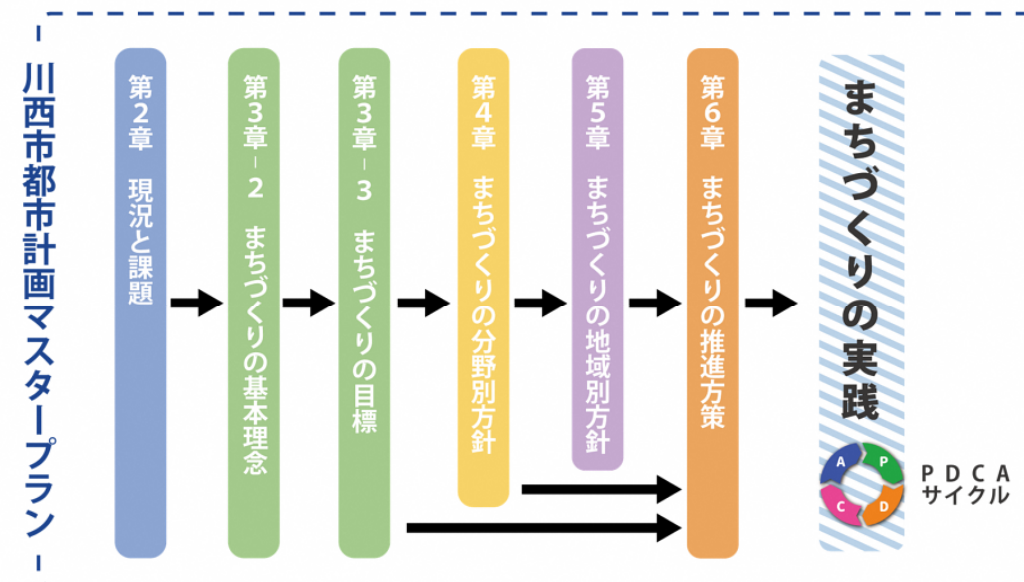 川西市都市計画マスタープラン
第2章 現況と課題
第3章－2 まちづくりの基本理念
第3章－3 まちづくりの目標
第4章 まちづくりの分野別方針
第5章 まちづくりの地域別方針
第6章 まちづくりの推進方策
まちづくりの実践
A P
C D
PDCA
サイクル